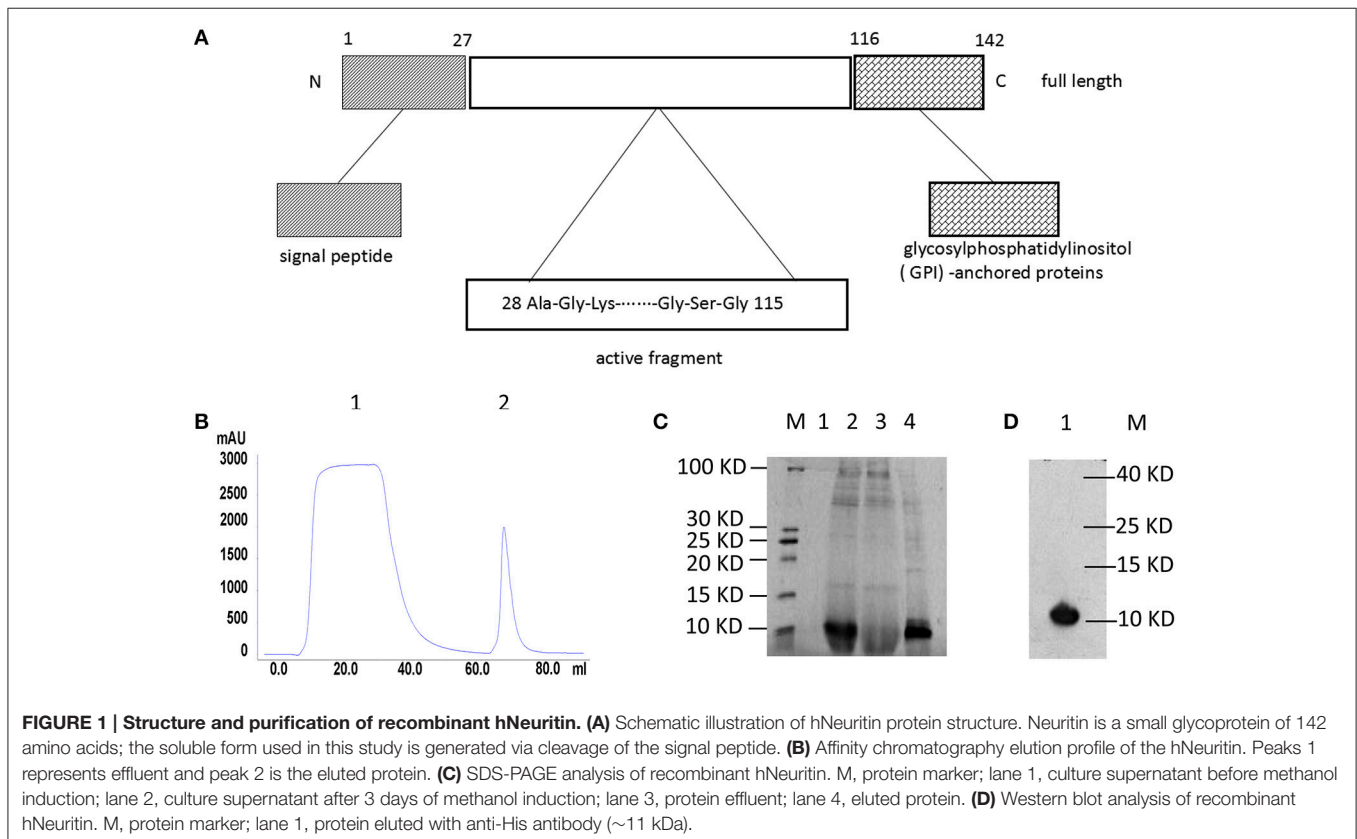 A
1 27 116 142
N C full length
signal peptide
glycosylphosphatidylinositol
( GPI) -anchored proteins
28 Ala-Gly-Lys-·······-Gly-Ser-Gly 115
active fragment
B
1 2
mAU
3000
2500
2000
1500
1000
500
0
0.0 20.0 40.0 60.0 80.0 ml
C
M 1 2 3 4
100 KD
30 KD
25 KD
20 KD
15 KD
10 KD
D
1 M
40 KD
25 KD
15 KD
10 KD
FIGURE 1 | Structure and purification of recombinant hNeuritin. (A) Schematic illustration of hNeuritin protein structure. Neuritin is a small glycoprotein of 142
amino acids; the soluble form used in this study is generated via cleavage of the signal peptide. (B) Affinity chromatography elution profile of the hNeuritin. Peaks 1
represents effluent and peak 2 is the eluted protein. (C) SDS-PAGE analysis of recombinant hNeuritin. M, protein marker; lane 1, culture supernatant before methanol
induction; lane 2, culture supernatant after 3 days of methanol induction; lane 3, protein effluent; lane 4, eluted protein. (D) Western blot analysis of recombinant
hNeuritin. M, protein marker; lane 1, protein eluted with anti-His antibody (∼11 kDa).